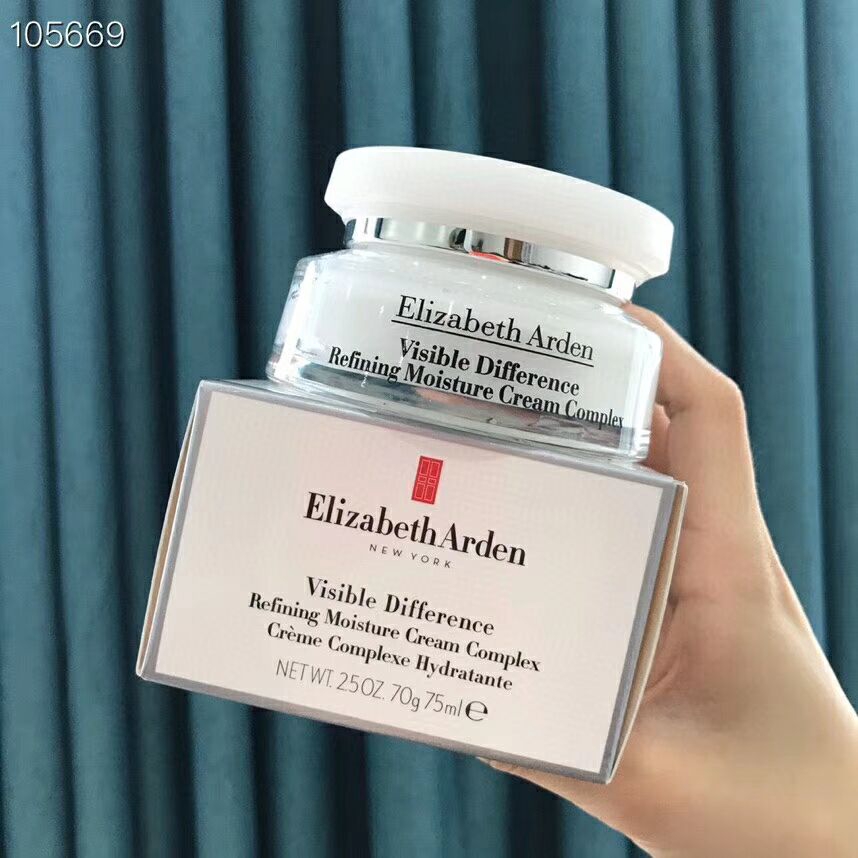 105669
Elizabeth Arden
Visible Difference
Refining Moisture Cream Complex
Elizabeth Arden
NEW YORK
Visible Difference
Refining Moisture Cream Complex
Crème Complexe Hydratante
NET WT. 2.5 OZ. 70g 75ml ℮